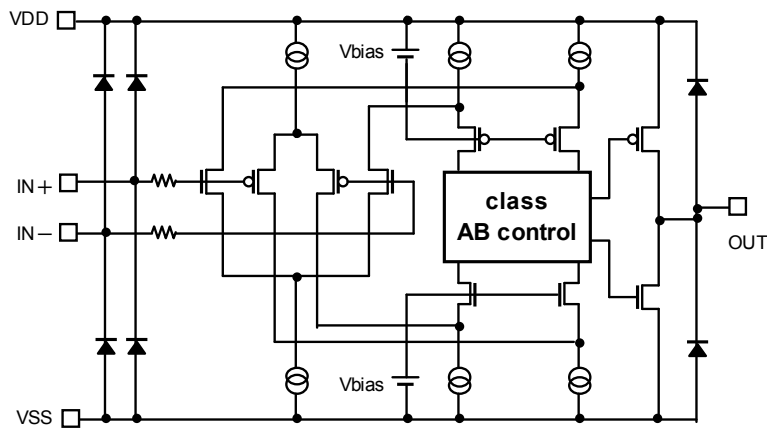 VDD
Vbias
IN+
class
AB control
IN−
OUT
Vbias
VSS